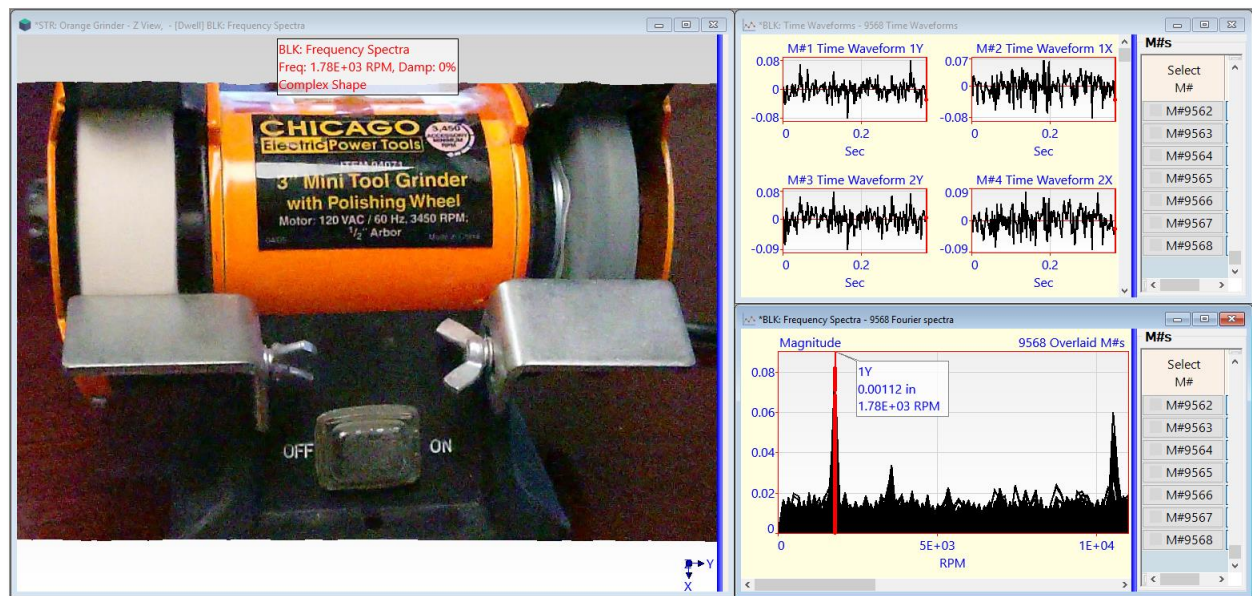 *STR: Orange Grinder - Z View, - [Dwell] BLK: Frequency Spectra
BLK: Frequency Spectra
Freq: 1.78E+03 RPM, Damp: 0%
Complex Shape
CHICAGO
Electric Power Tools
3,450
ACCESSORY
MINIMUM
RPM
ITEM 94071
3" Mini Tool Grinder
with Polishing Wheel
Motor: 120 VAC / 60 Hz, 3450 RPM;
1/2" Arbor
Made in China
OFF
ON
Z
Y
X
*BLK: Time Waveforms - 9568 Time Waveforms
M#1 Time Waveform 1Y
0.08
0
-0.08
0
0.2
Sec
M#2 Time Waveform 1X
0.07
0
-0.08
0
0.2
Sec
M#3 Time Waveform 2Y
0.08
0
-0.09
0
0.2
Sec
M#4 Time Waveform 2X
0.09
0
-0.09
0
0.2
Sec
M#s
Select
M#
M#9562
M#9563
M#9564
M#9565
M#9566
M#9567
M#9568
*BLK: Frequency Spectra - 9568 Fourier spectra
Magnitude
9568 Overlaid M#s
1Y
0.00112 in
1.78E+03 RPM
0.08
0.06
0.04
0.02
0
0
5E+03
1E+04
RPM
M#s
Select
M#
M#9562
M#9563
M#9564
M#9565
M#9566
M#9567
M#9568